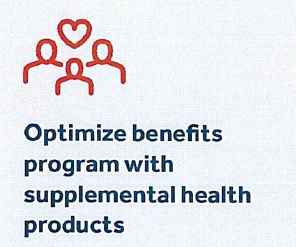 Optimize benefits
program with
supplemental health
products